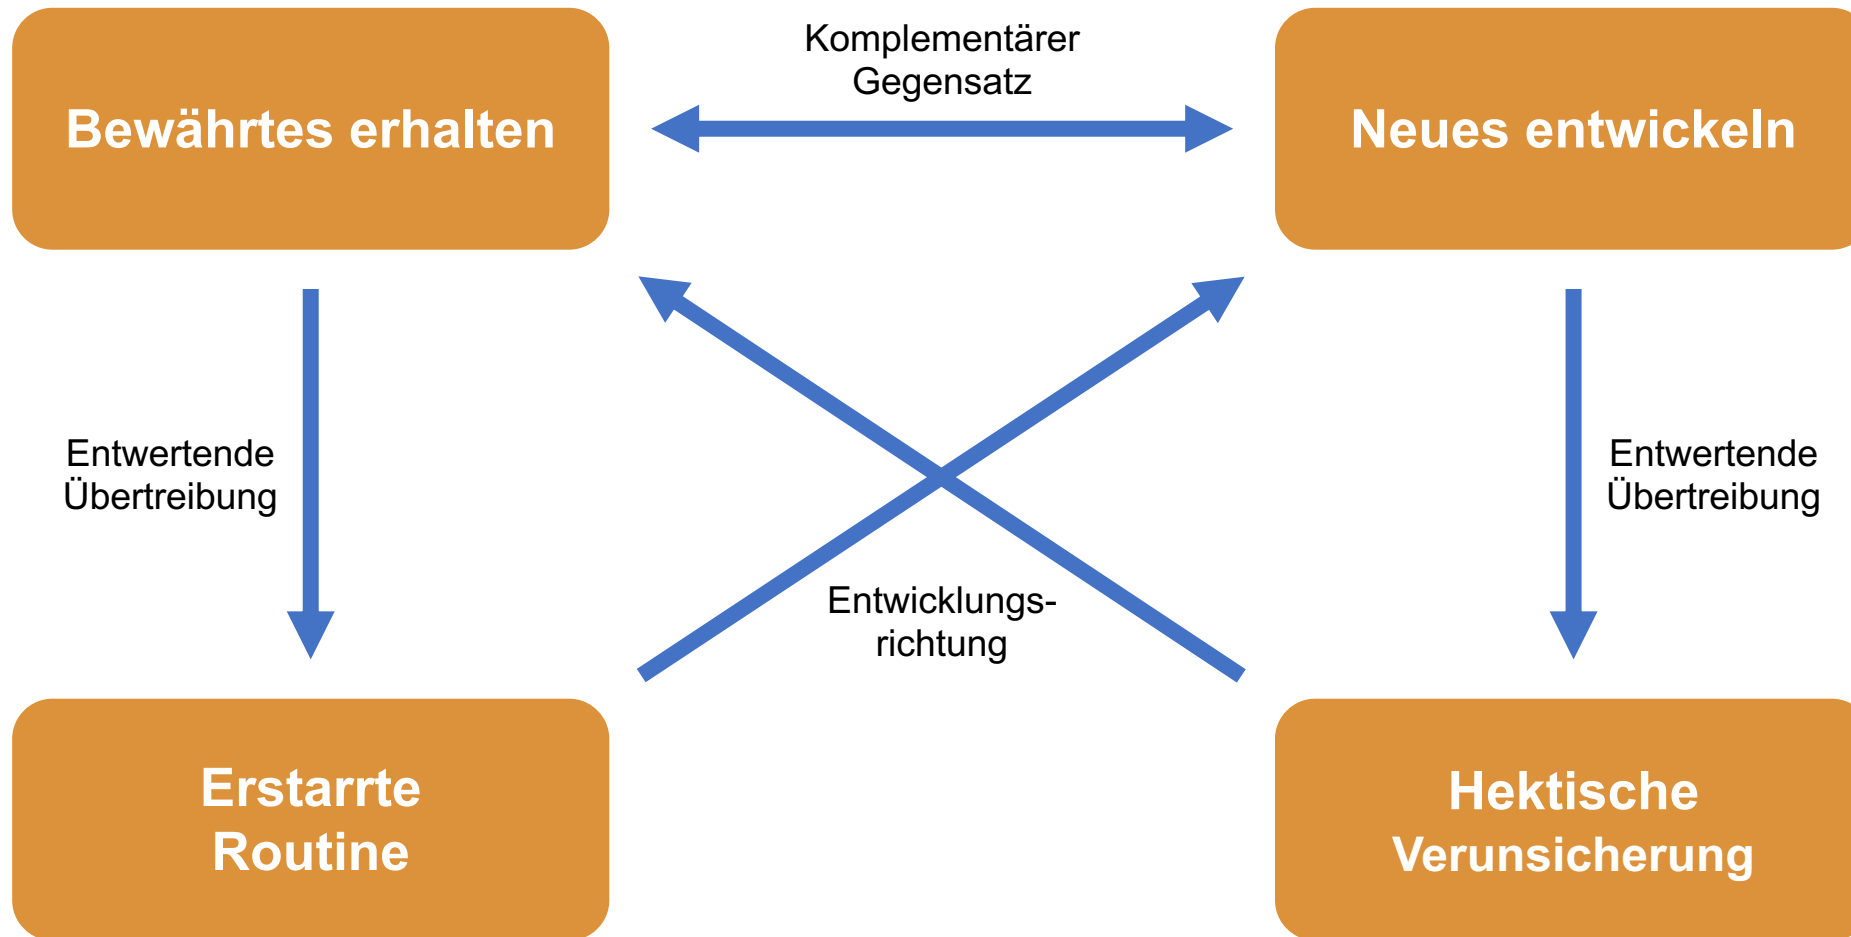 Komplementärer
Gegensatz
Bewährtes erhalten
Neues entwickeln
Entwertende
Übertreibung
Entwertende
Übertreibung
Entwicklungs-
richtung
Erstarrte
Routine
Hektische
Verunsicherung